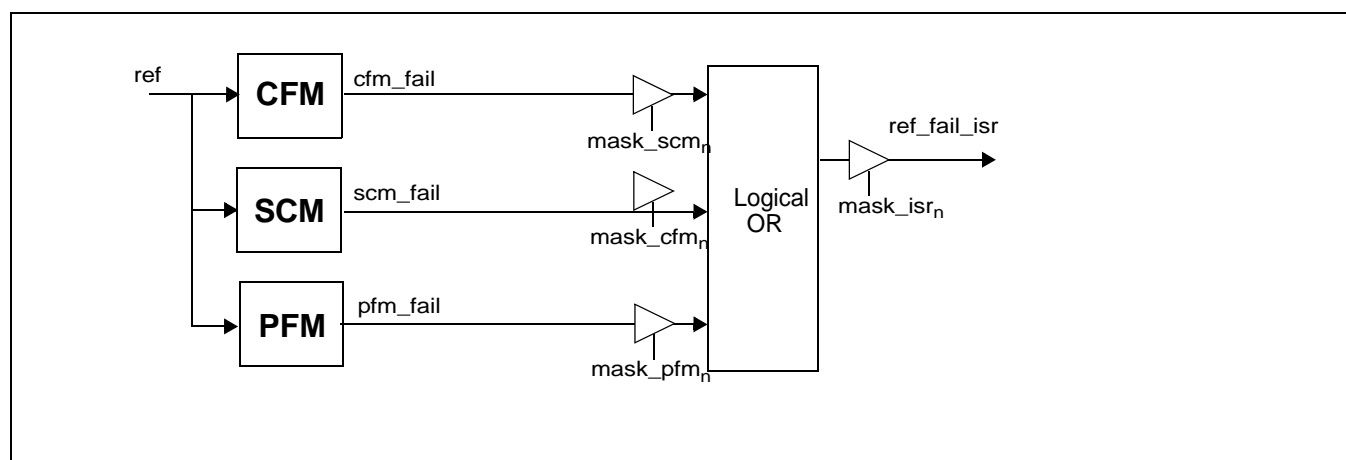 ref
CFM
cfm_fail
mask_scmn
SCM
scm_fail
mask_cfmn
PFM
pfm_fail
mask_pfmn
Logical
OR
ref_fail_isr
mask_isrn